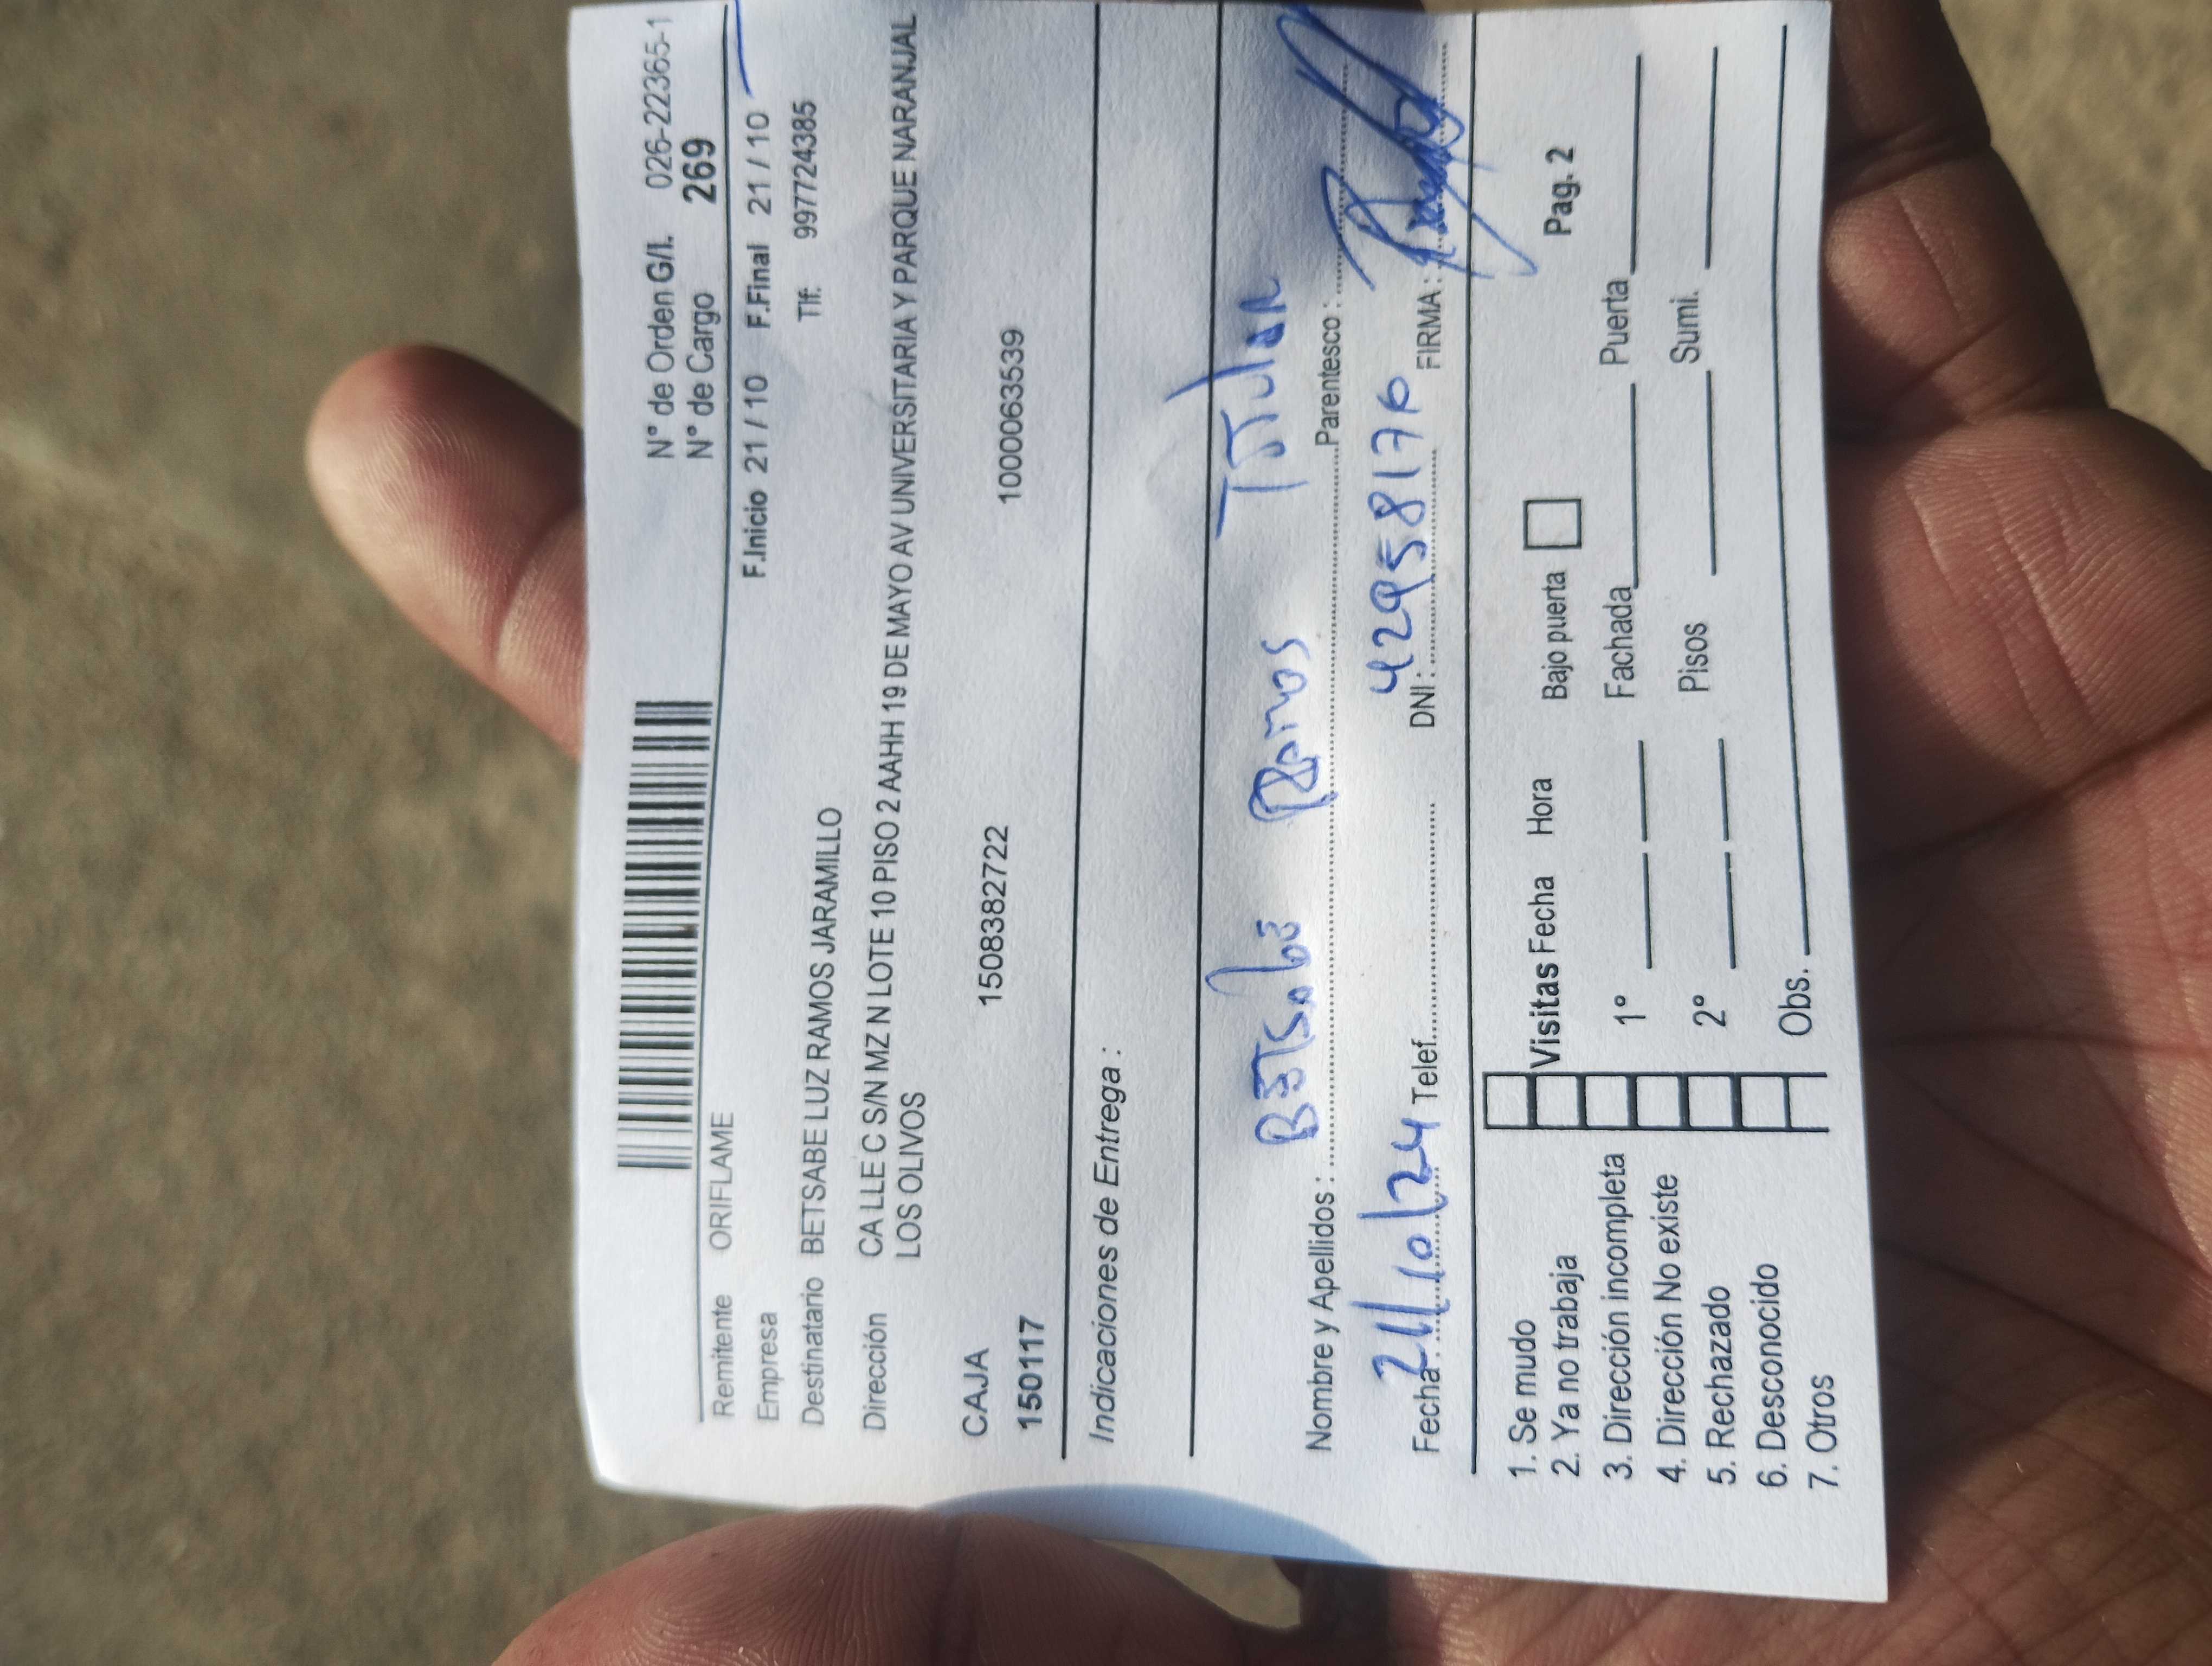 N° de Orden G/I. 026-22365-1
N° de Cargo 269
Remitente ORIFLAME
F.Inicio 21 / 10 F.Final 21 / 10
Empresa
Tlf: 997724385
Destinatario BETSABE LUZ RAMOS JARAMILLO
Dirección CALLE C S/N MZ N LOTE 10 PISO 2 AAHH 19 DE MAYO AV UNIVERSITARIA Y PARQUE NARANJAL
LOS OLIVOS
CAJA 1508382722 1000063539
150117
Indicaciones de Entrega :
Nombre y Apellidos : Betsabé Ramos Titular Parentesco :
Fecha 21/10/24 Telef. DNI : 42958176 FIRMA :
1. Se mudo
2. Ya no trabaja
3. Dirección incompleta
4. Dirección No existe
5. Rechazado
6. Desconocido
7. Otros
Visitas Fecha Hora Bajo puerta Pag. 2
1° Fachada Puerta
2° Pisos Sumi.
Obs.